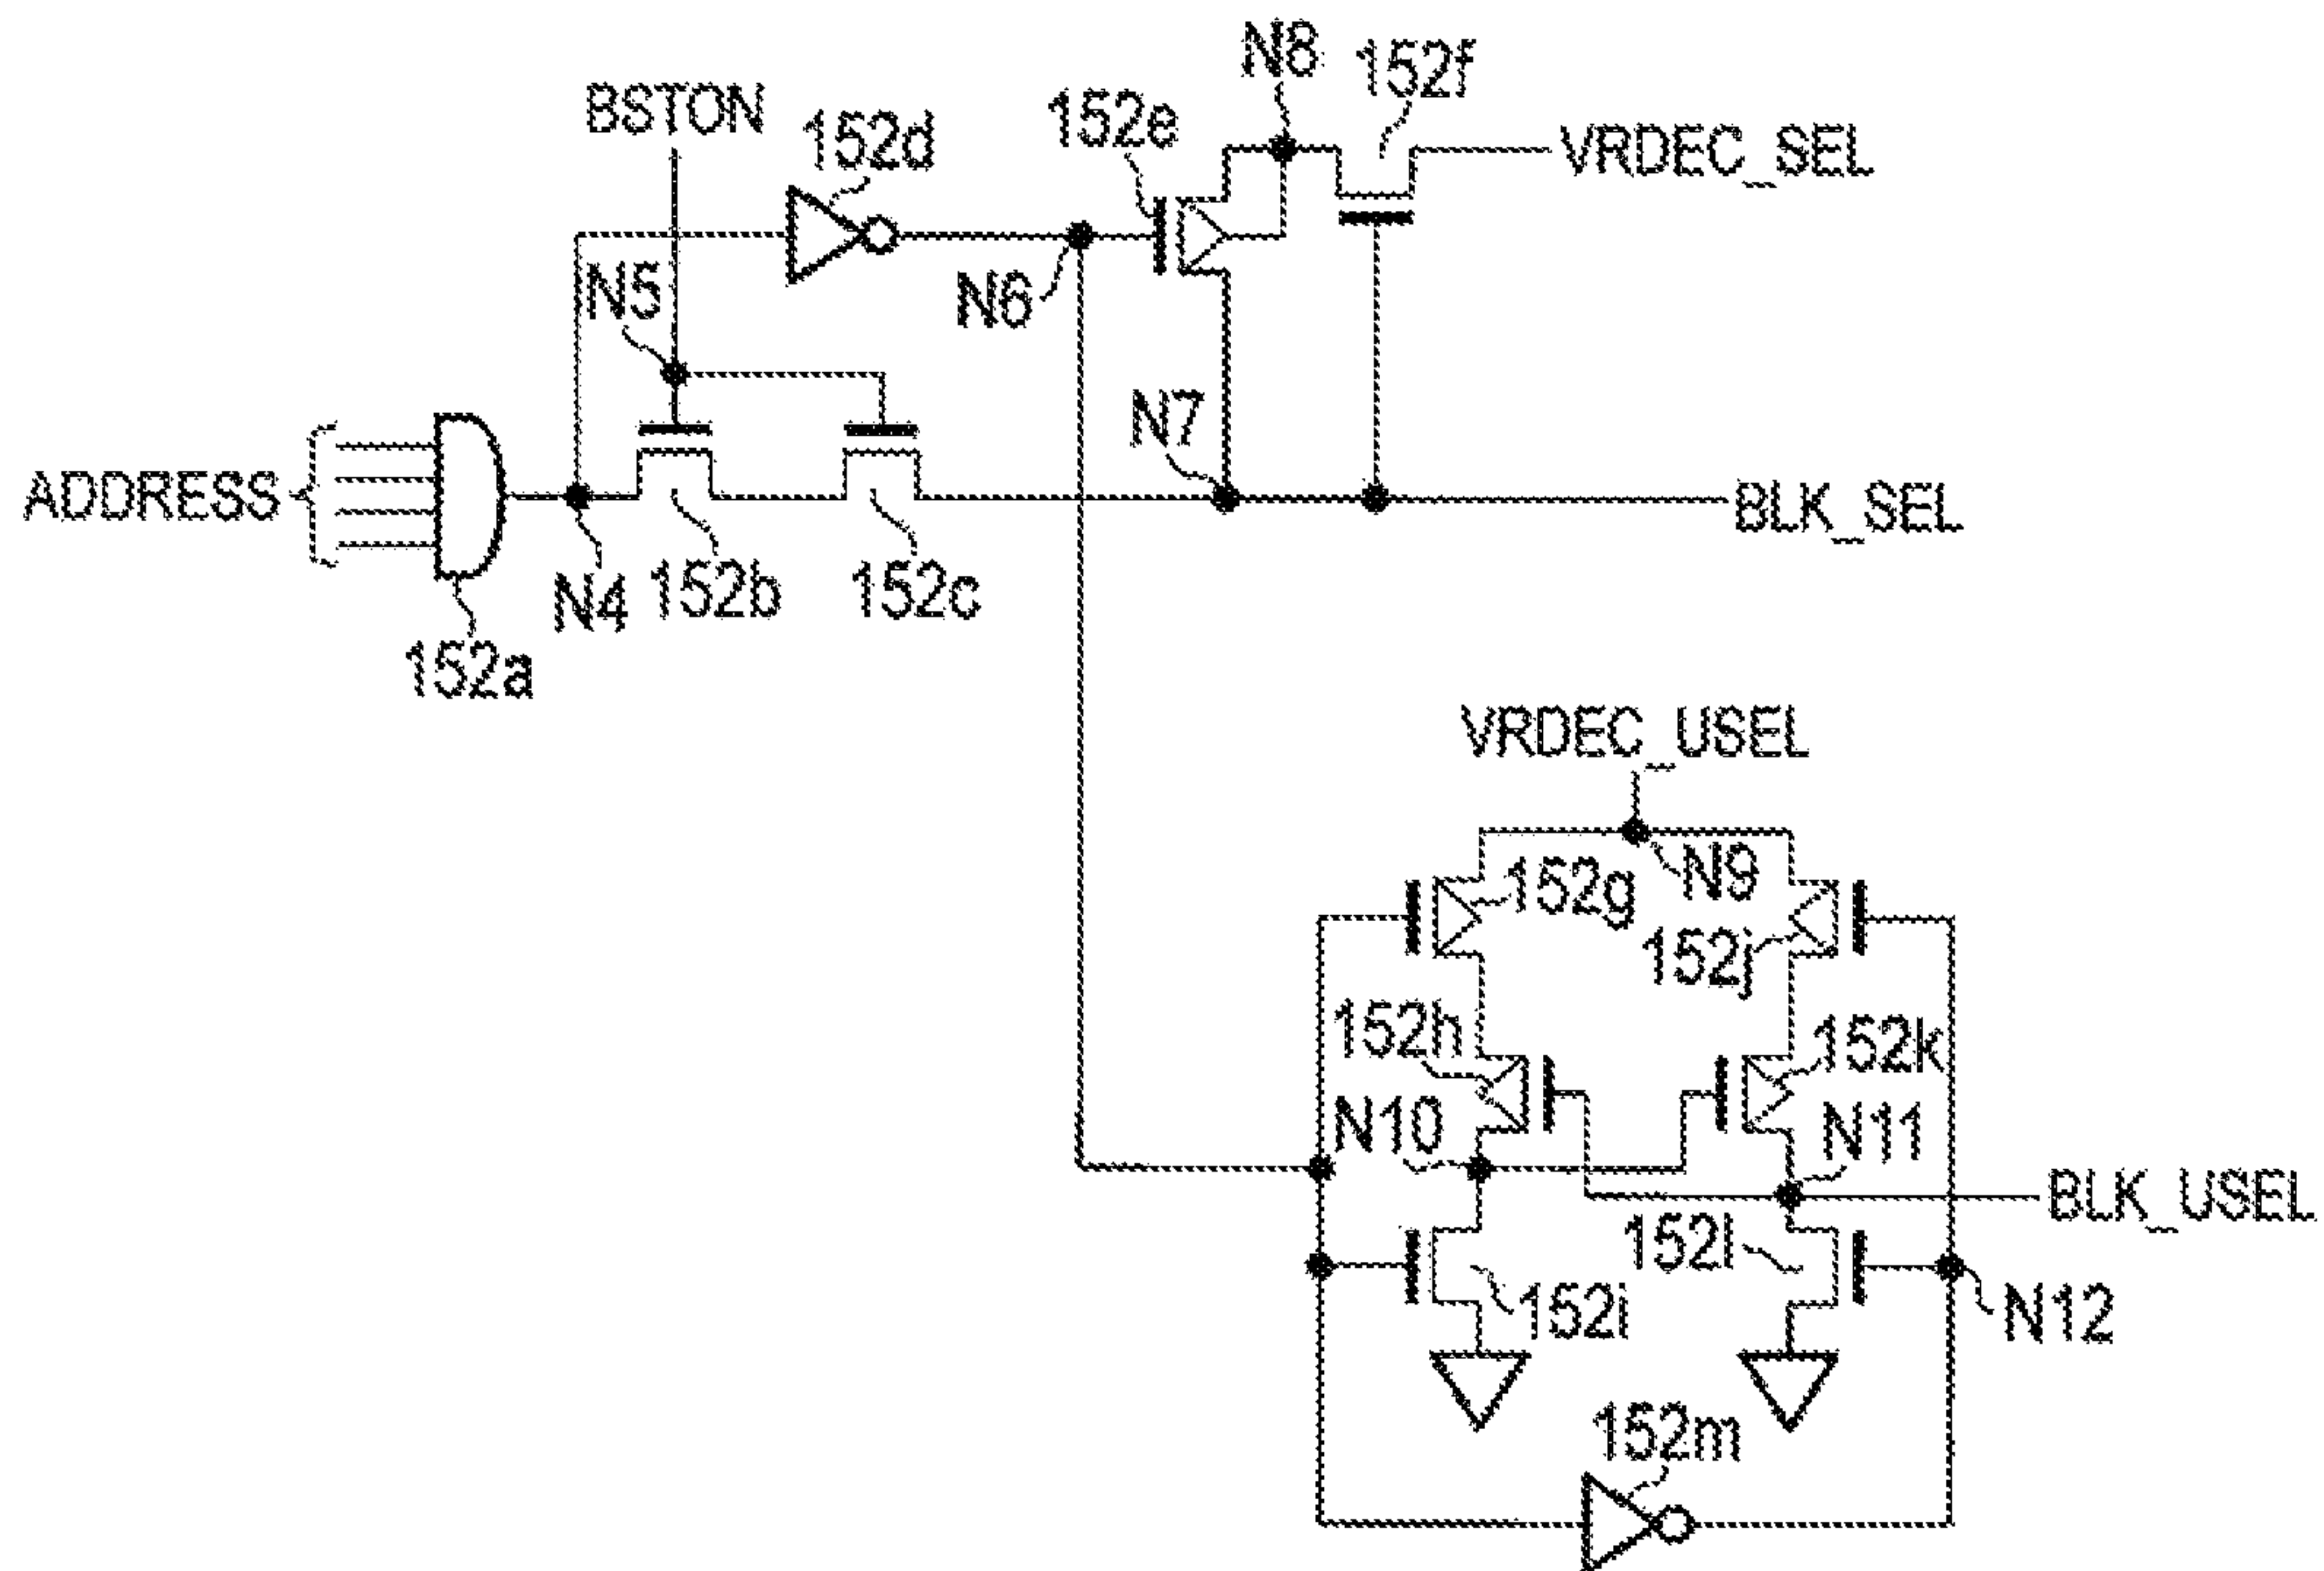 N8
152f
BSTON
152d
152e
VRDEC_SEL
N5
N6
N7
ADDRESS
BLK_SEL
N4
152b
152c
152a
VRDEC_USEL
N9
152g
152j
152h
152k
N10
N11
BLK_USEL
152l
152i
N12
152m